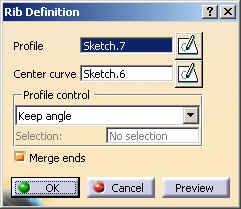 Rib Definition
Profile Sketch.7
Center curve Sketch.6
Profile control
Keep angle
Selection: No selection
Merge ends
OK Cancel Preview